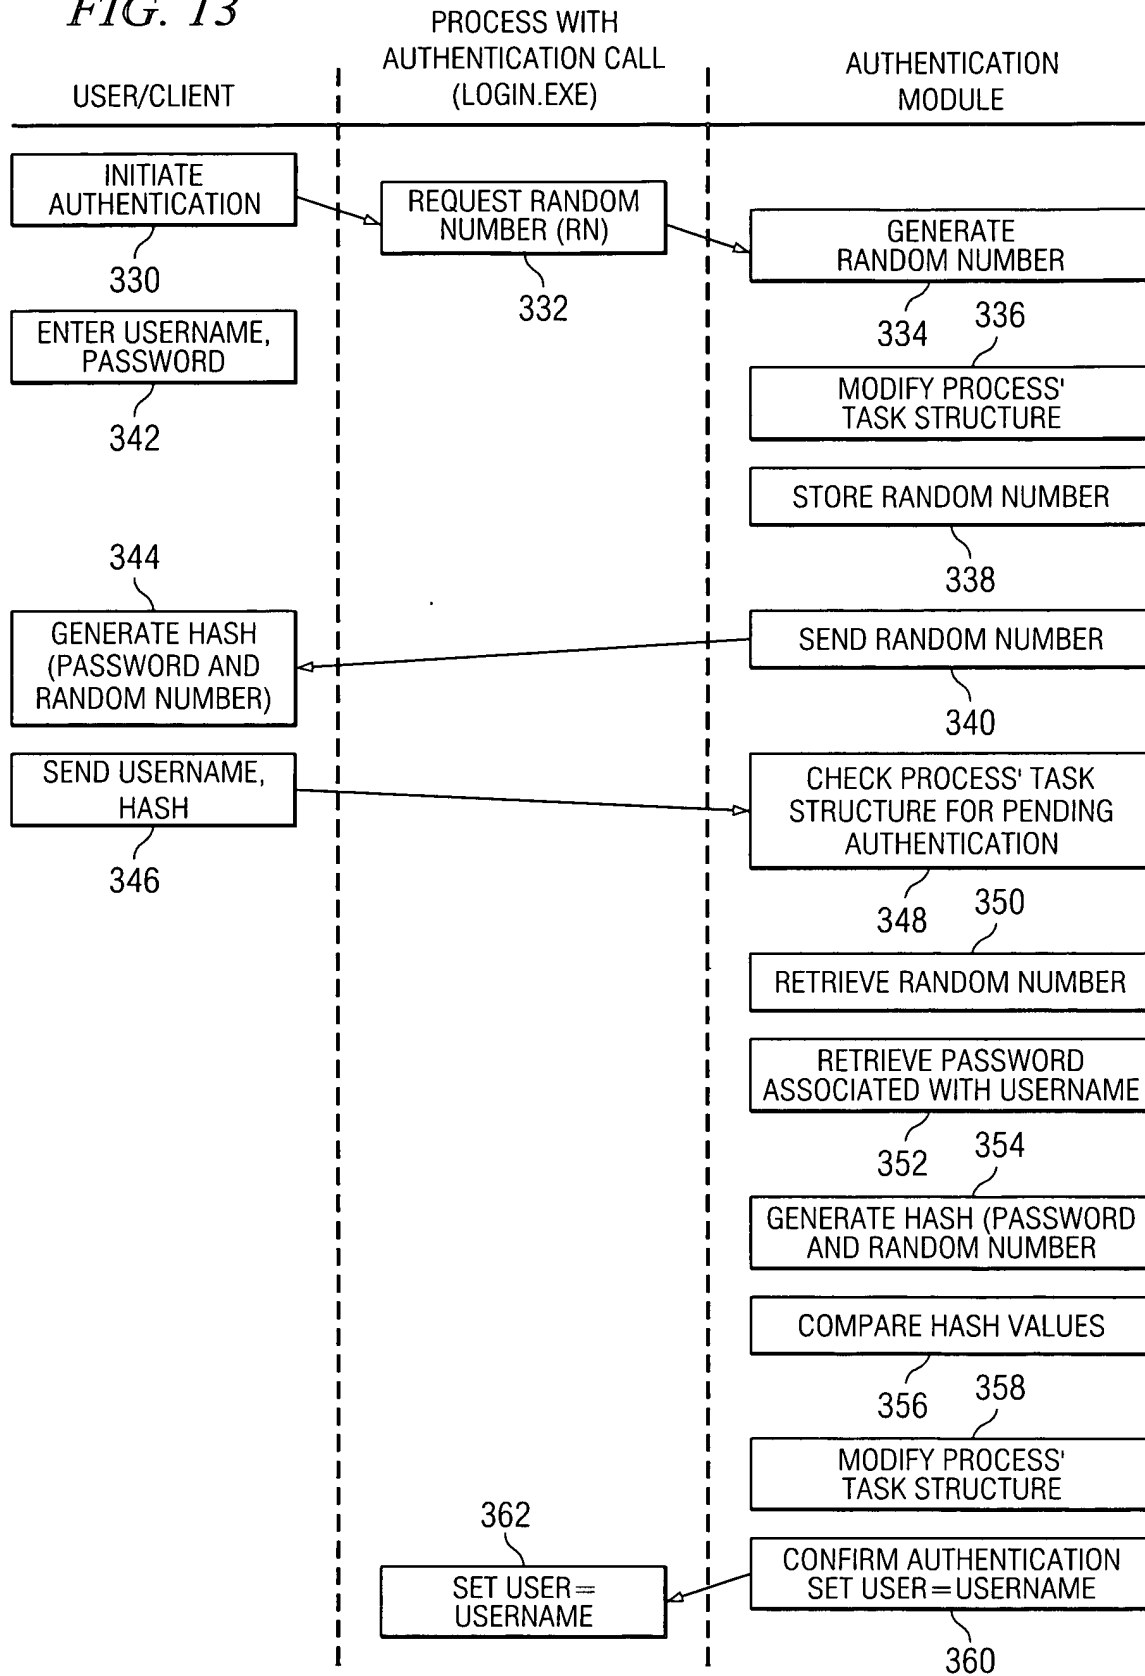 FIG. 13
USER/CLIENT
PROCESS WITH
AUTHENTICATION CALL
(LOGIN.EXE)
AUTHENTICATION
MODULE
INITIATE
AUTHENTICATION
330
REQUEST RANDOM
NUMBER (RN)
332
GENERATE
RANDOM NUMBER
334
336
ENTER USERNAME,
PASSWORD
342
MODIFY PROCESS'
TASK STRUCTURE
STORE RANDOM NUMBER
338
344
GENERATE HASH
(PASSWORD AND
RANDOM NUMBER)
SEND RANDOM NUMBER
340
SEND USERNAME,
HASH
346
CHECK PROCESS' TASK
STRUCTURE FOR PENDING
AUTHENTICATION
348
350
RETRIEVE RANDOM NUMBER
RETRIEVE PASSWORD
ASSOCIATED WITH USERNAME
352
354
GENERATE HASH (PASSWORD
AND RANDOM NUMBER
COMPARE HASH VALUES
356
358
MODIFY PROCESS'
TASK STRUCTURE
362
SET USER=
USERNAME
CONFIRM AUTHENTICATION
SET USER=USERNAME
360